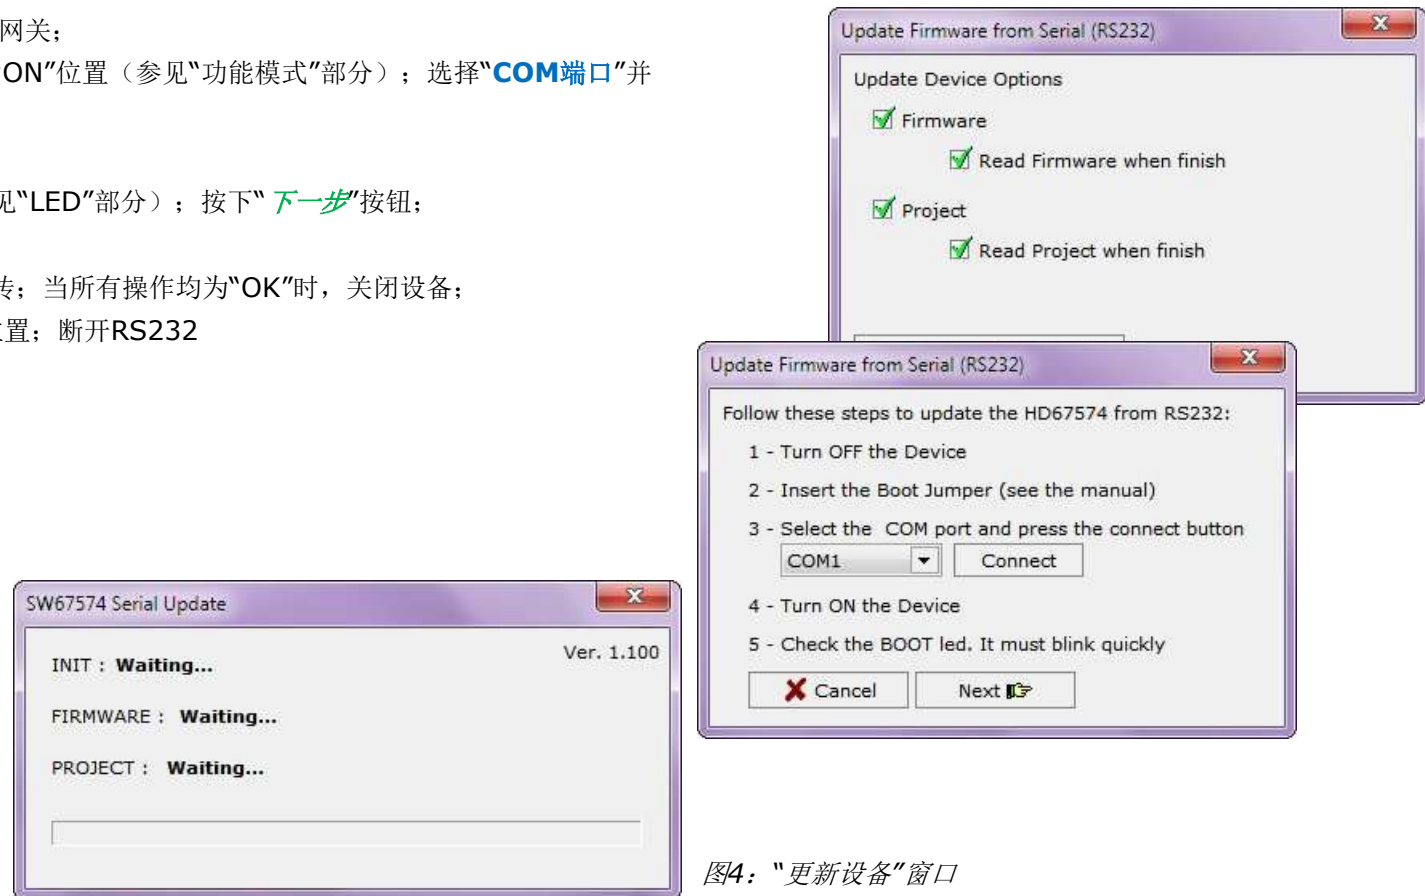 网关；
ON”位置（参见“功能模式”部分）；选择“COM端口”并
“LED”部分）；按下“下一步”按钮；
；当所有操作均为“OK”时，关闭设备；
置；断开RS232
Update Firmware from Serial (RS232)
Update Device Options
Firmware
Read Firmware when finish
Project
Read Project when finish
Update Firmware from Serial (RS232)
Follow these steps to update the HD67574 from RS232:
1 - Turn OFF the Device
2 - Insert the Boot Jumper (see the manual)
3 - Select the COM port and press the connect button
COM1 Connect
4 - Turn ON the Device
5 - Check the BOOT led. It must blink quickly
Cancel Next
SW67574 Serial Update
Ver. 1.100
INIT : Waiting...
FIRMWARE : Waiting...
PROJECT : Waiting...
图4：“更新设备”窗口